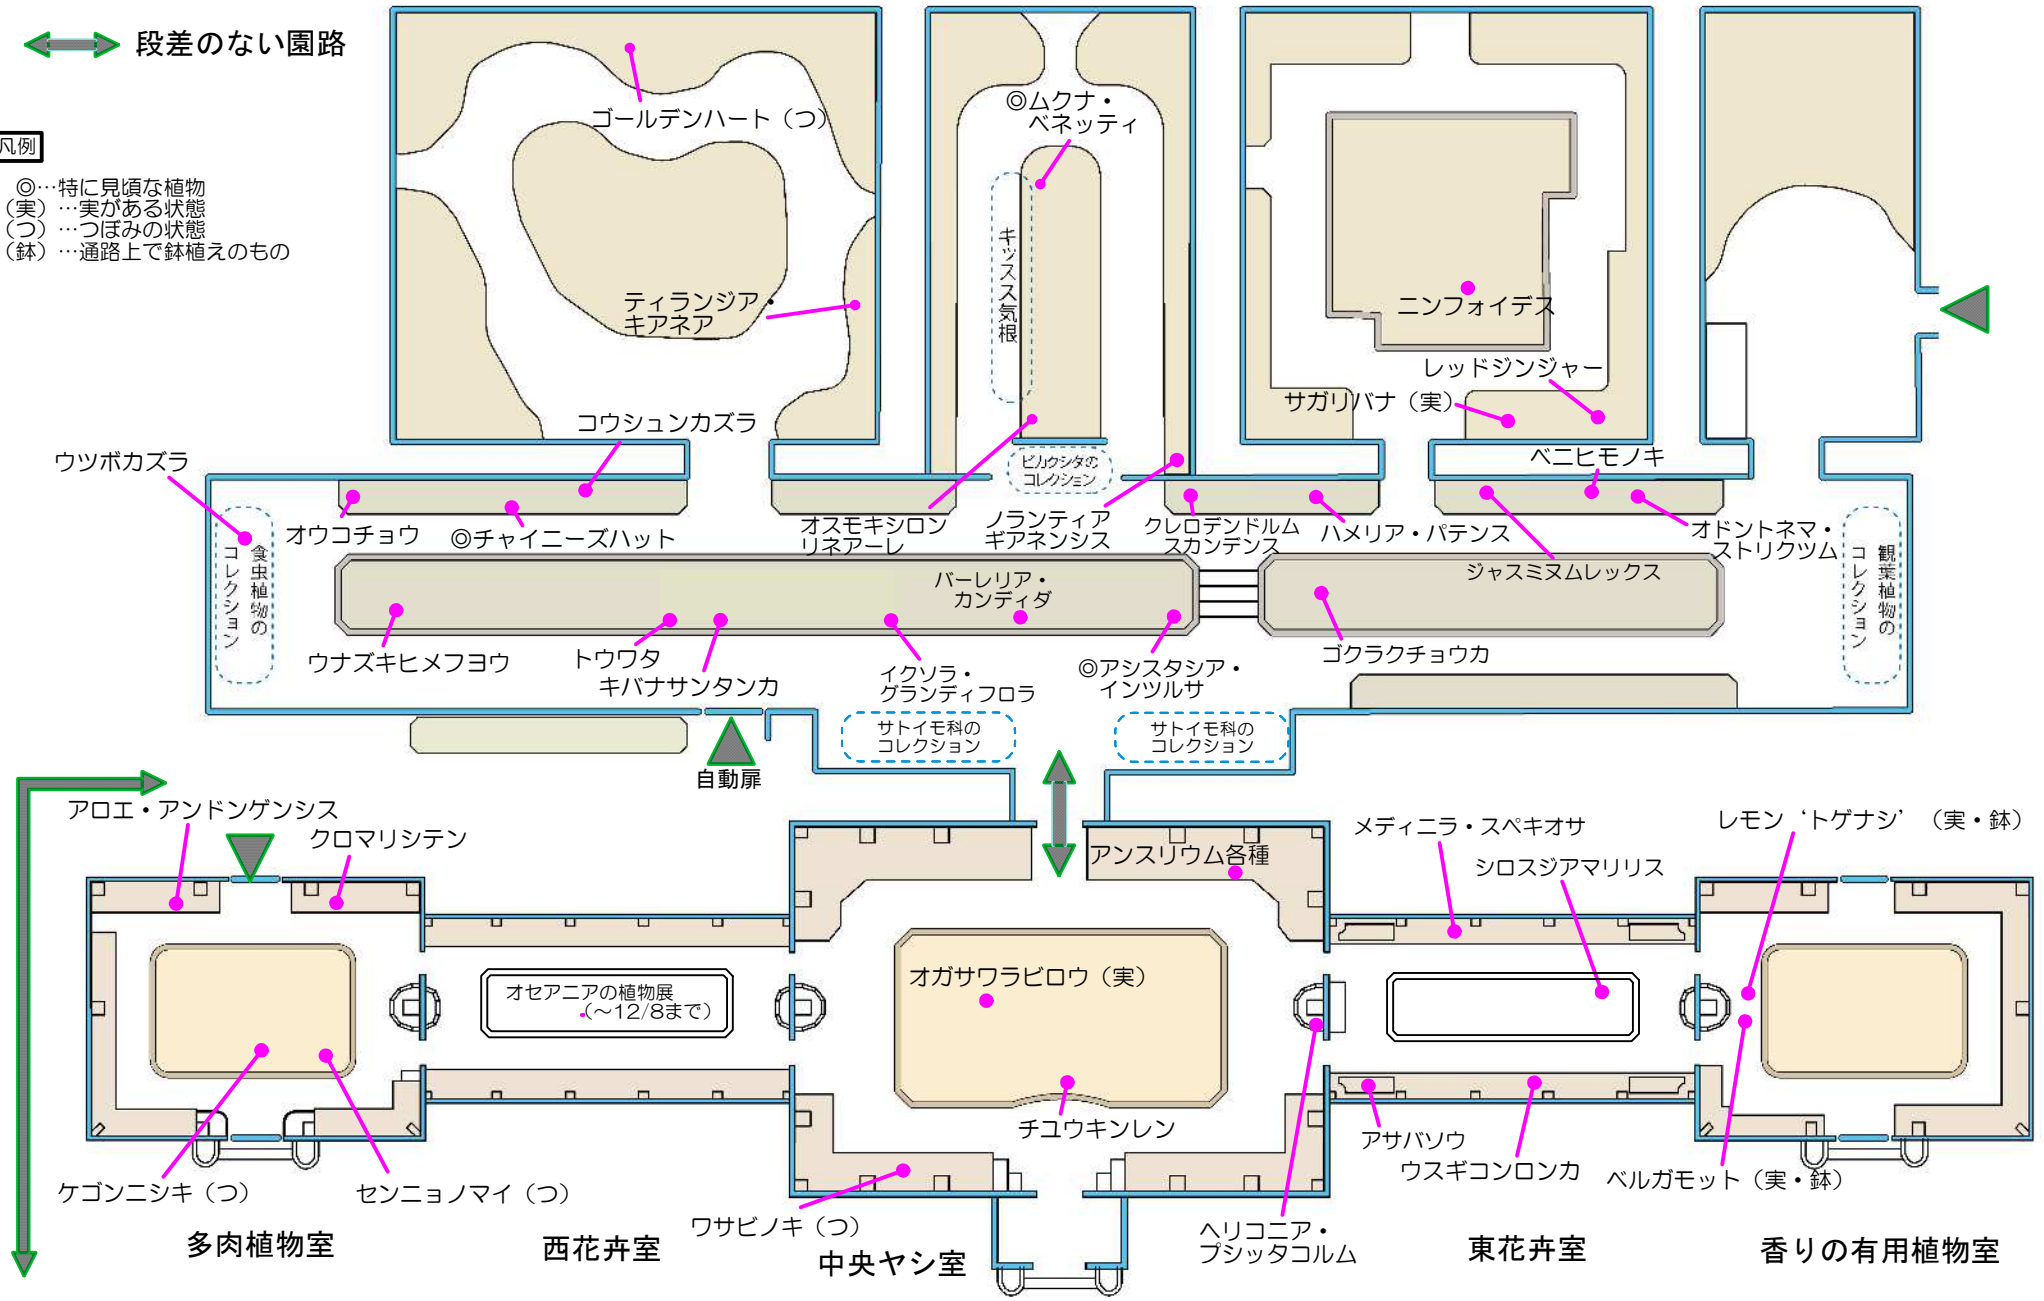 段差のない園路
凡例
◎…特に見頃な植物
（実）…実がある状態
（つ）…つぼみの状態
（鉢）…通路上で鉢植えのもの
ゴールデンハート（つ）
◎ムクナ・
ベネッティ
キッスス気根
ティランジア・
キアネア
ニンフォイデス
レッドジンジャー
サガリバナ（実）
コウシュンカズラ
ウツボカズラ
ビカクシダの
コレクション
ベニヒモノキ
オウコチョウ
◎チャイニーズハット
オスモキシロン
リネアーレ
ノランティア
ギアネンシス
クレロデンドルム
スカンデンス
ハメリア・パテンス
オドントネマ・
ストリクツム
食虫植物の
コレクション
バーレリア・
カンディダ
ジャスミヌムレックス
観葉植物の
コレクション
ウナズキヒメフヨウ
トウワタ
キバナサンタンカ
イクソラ・
グランディフロラ
◎アシスタシア・
インツルサ
ゴクラクチョウカ
サトイモ科の
コレクション
サトイモ科の
コレクション
自動扉
アロエ・アンドンゲンシス
クロマリシテン
アンスリウム各種
メディニラ・スペキオサ
シロスジアマリリス
レモン‘トゲナシ’（実・鉢）
オセアニアの植物展
（～12/8まで）
オガサワラビロウ（実）
チユウキンレン
アサバソウ
ウスギコンロンカ
ベルガモット（実・鉢）
ケゴンニシキ（つ）
センニョノマイ（つ）
ワサビノキ（つ）
ヘリコニア・
プシッタコルム
多肉植物室
西花卉室
中央ヤシ室
東花卉室
香りの有用植物室